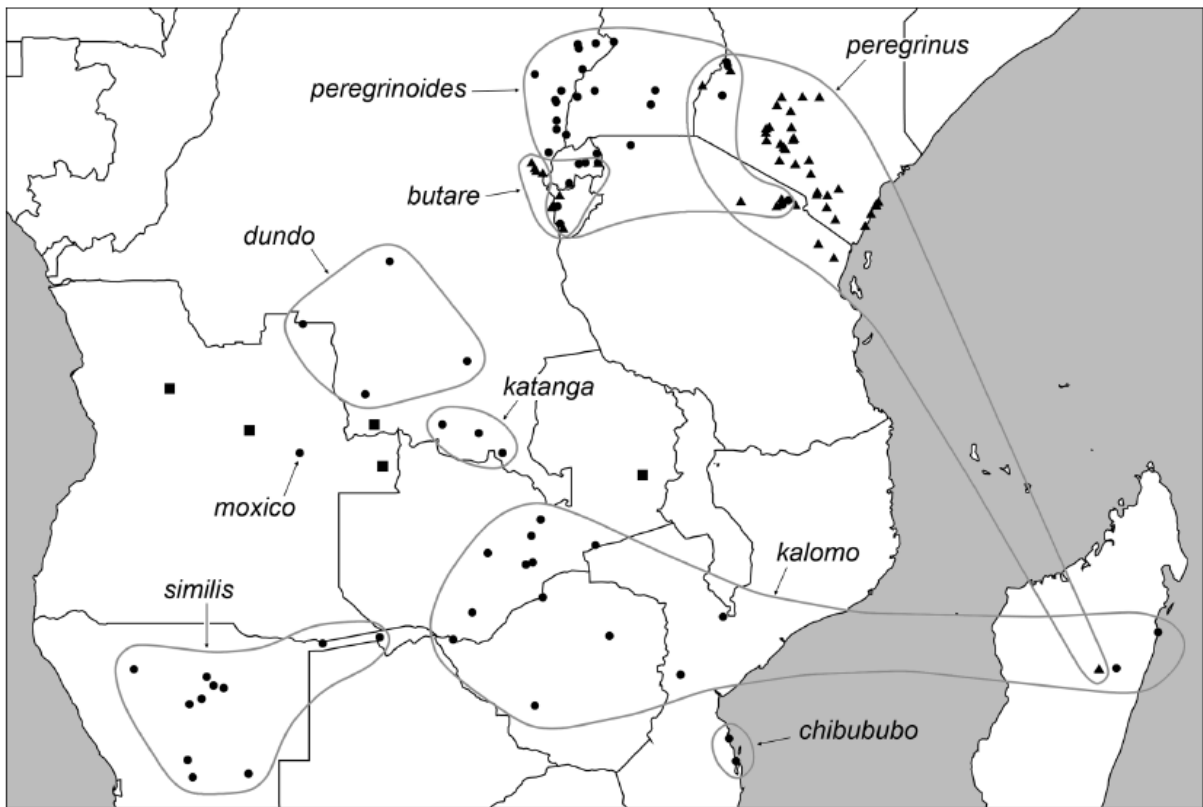 peregrinus
peregrinoides
butare
dundo
katanga
moxico
kalomo
similis
chibububo